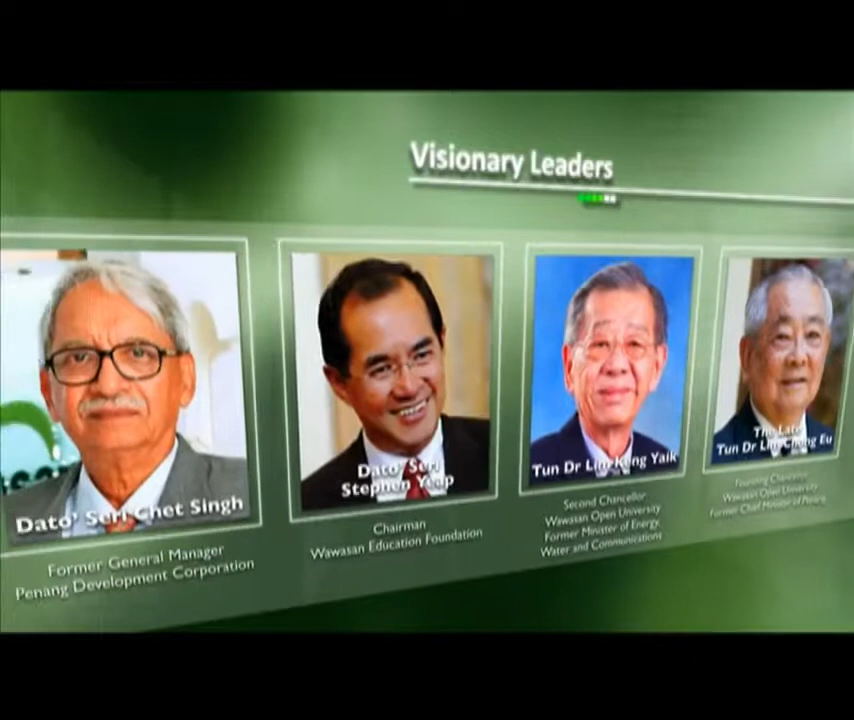 Visionary Leaders
Dato' Seri Chet Singh
Former General Manager
Penang Development Corporation
Dato' Seri
Stephen Yeap
Chairman
Wawasan Education Foundation
Tun Dr Lim Keng Yaik
Second Chancellor
Wawasan Open University
Former Minister of Energy,
Water and Communications
The Late
Tun Dr Lim Chong Eu
Founding Chancellor
Wawasan Open University
Former Chief Minister of Penang